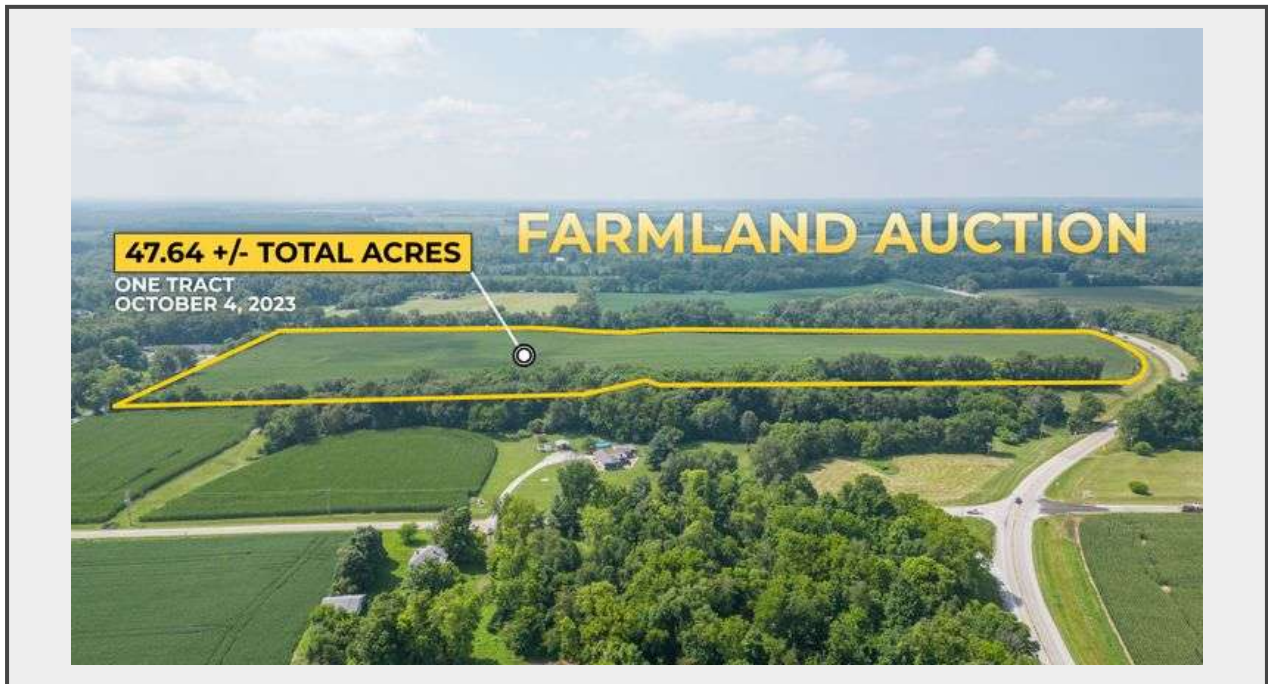 FARMLAND AUCTION
47.64 +/- TOTAL ACRES
ONE TRACT
OCTOBER 4, 2023